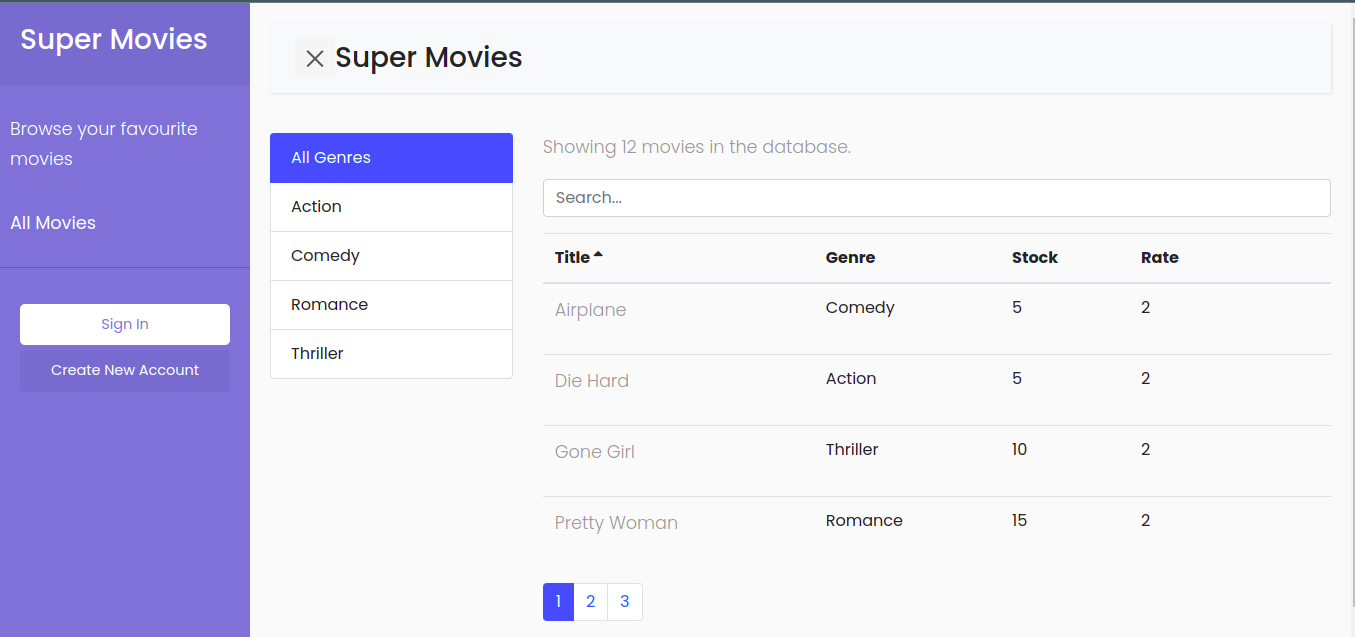 Super Movies
Browse your favourite
movies
All Movies
Sign In
Create New Account
Super Movies
All Genres
Action
Comedy
Romance
Thriller
Showing 12 movies in the database.
Search...
Title Genre Stock Rate
Airplane Comedy 5 2
Die Hard Action 5 2
Gone Girl Thriller 10 2
Pretty Woman Romance 15 2
1 2 3